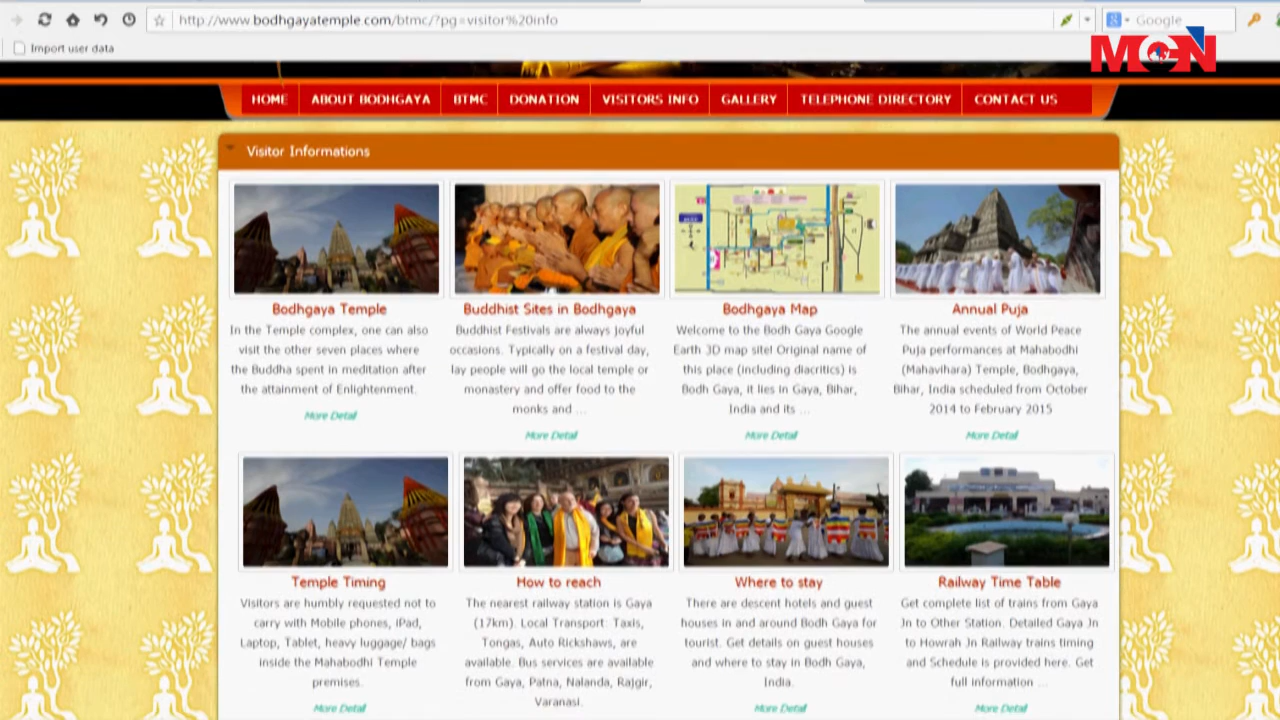 http://www.bodhgayatemple.com/btmc/?pg=visitor%20info
Google
Import user data
MGN
HOME
ABOUT BODHGAYA
BTMC
DONATION
VISITORS INFO
GALLERY
TELEPHONE DIRECTORY
CONTACT US
Visitor Informations
Bodhgaya Temple
In the Temple complex, one can also
visit the other seven places where
the Buddha spent in meditation after
the attainment of Enlightenment.
More Detail
Buddhist Sites in Bodhgaya
Buddhist Festivals are always joyful
occasions. Typically on a festival day,
lay people will go the local temple or
monastery and offer food to the
monks and ...
More Detail
Bodhgaya Map
Welcome to the Bodh Gaya Google
Earth 3D map site! Original name of
this place (including diacritics) is
Bodh Gaya, it lies in Gaya, Bihar,
India and its ...
More Detail
Annual Puja
The annual events of World Peace
Puja performances at Mahabodhi
(Mahavihara) Temple, Bodhgaya,
Bihar, India scheduled from October
2014 to February 2015
More Detail
Temple Timing
Visitors are humbly requested not to
carry with Mobile phones, iPad,
Laptop, Tablet, heavy luggage/ bags
inside the Mahabodhi Temple
premises.
More Detail
How to reach
The nearest railway station is Gaya
(17km). Local Transport: Taxis,
Tongas, Auto Rickshaws, are
available. Bus services are available
from Gaya, Patna, Nalanda, Rajgir,
Varanasi.
Where to stay
There are descent hotels and guest
houses in and around Bodh Gaya for
tourist. Get details on guest houses
and where to stay in Bodh Gaya,
India.
More Detail
Railway Time Table
Get complete list of trains from Gaya
Jn to Other Station. Detailed Gaya Jn
to Howrah Jn Railway trains timing
and Schedule is provided here. Get
full information ...
More Detail